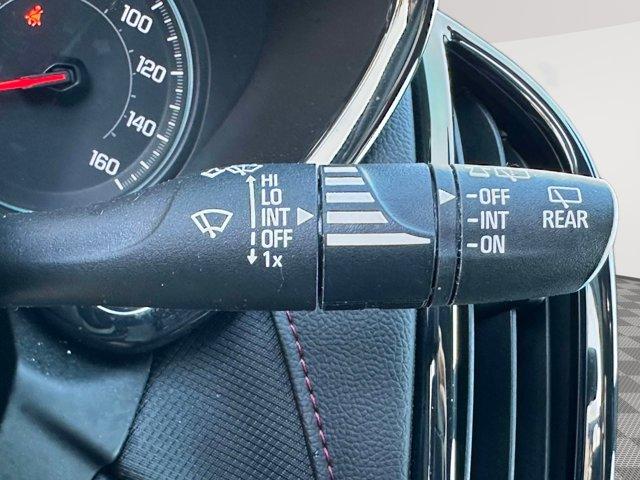 100
120
140
160
HI
LO
INT
OFF
1x
-OFF
-INT
-ON
REAR